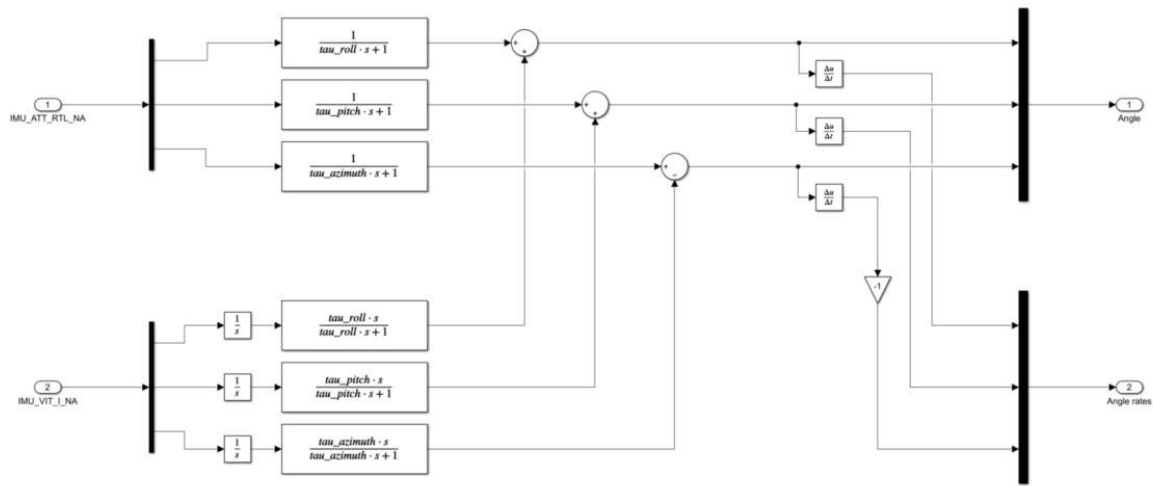 1
IMU_ATT_RTL_NA
1
tau_roll · s + 1
1
tau_pitch · s + 1
1
tau_azimuth · s + 1
+
+
+
+
+
−
Δu
Δt
Δu
Δt
Δu
Δt
-1
1
Angle
2
IMU_VIT_I_NA
1
s
tau_roll · s
tau_roll · s + 1
1
s
tau_pitch · s
tau_pitch · s + 1
1
s
tau_azimuth · s
tau_azimuth · s + 1
2
Angle rates